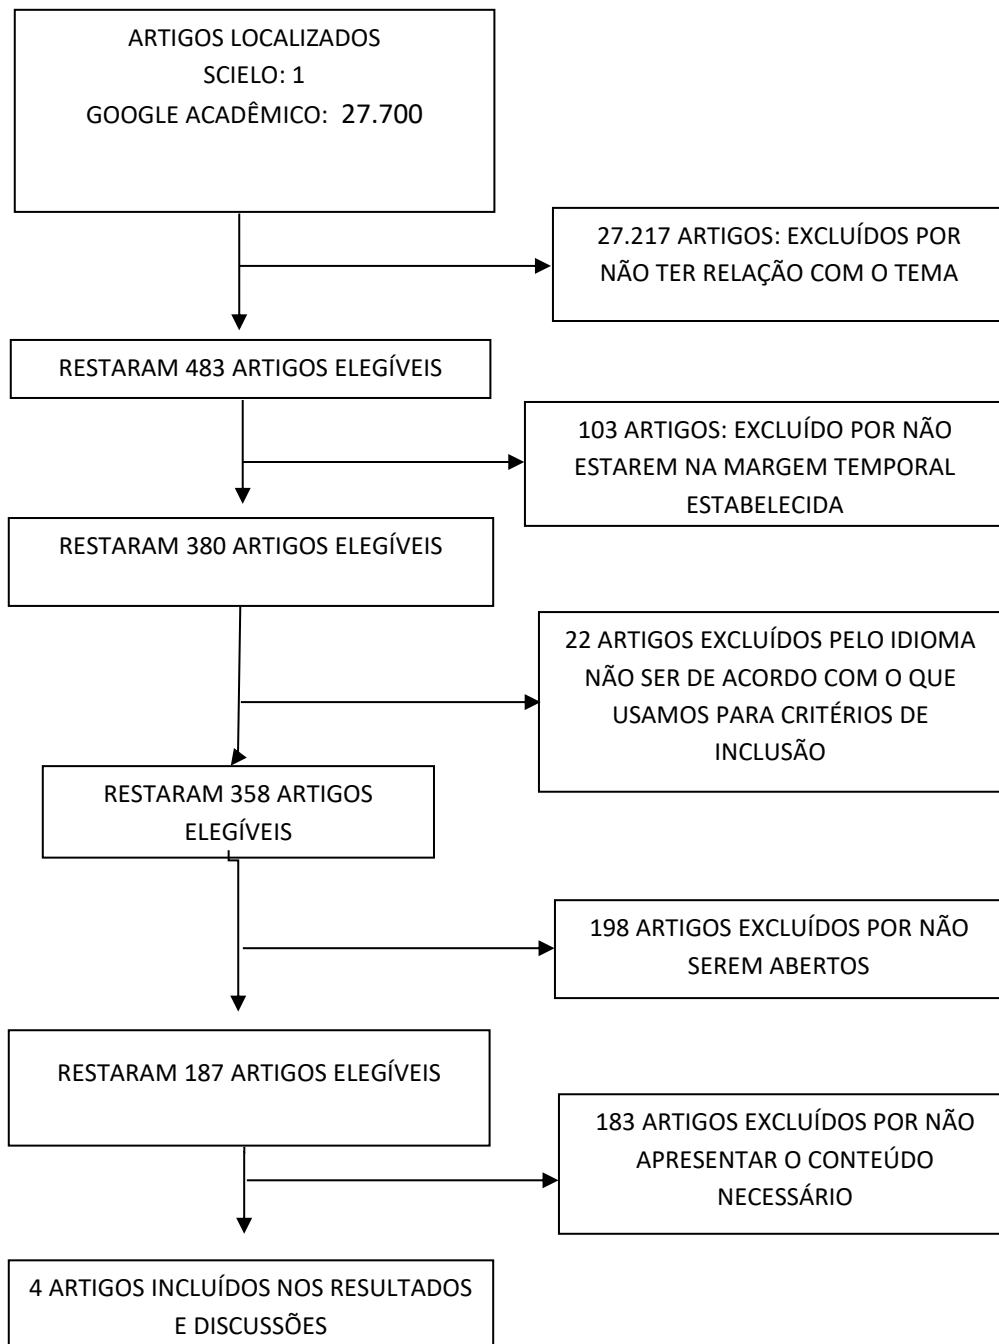 ARTIGOS LOCALIZADOS
SCIELO: 1
GOOGLE ACADÊMICO: 27.700
27.217 ARTIGOS: EXCLUÍDOS POR
NÃO TER RELAÇÃO COM O TEMA
RESTARAM 483 ARTIGOS ELEGÍVEIS
103 ARTIGOS: EXCLUÍDO POR NÃO
ESTAREM NA MARGEM TEMPORAL
ESTABELECIDA
RESTARAM 380 ARTIGOS ELEGÍVEIS
22 ARTIGOS EXCLUÍDOS PELO IDIOMA
NÃO SER DE ACORDO COM O QUE
USAMOS PARA CRITÉRIOS DE
INCLUSÃO
RESTARAM 358 ARTIGOS
ELEGÍVEIS
198 ARTIGOS EXCLUÍDOS POR NÃO
SEREM ABERTOS
RESTARAM 187 ARTIGOS ELEGÍVEIS
183 ARTIGOS EXCLUÍDOS POR NÃO
APRESENTAR O CONTEÚDO
NECESSÁRIO
4 ARTIGOS INCLUÍDOS NOS RESULTADOS
E DISCUSSÕES